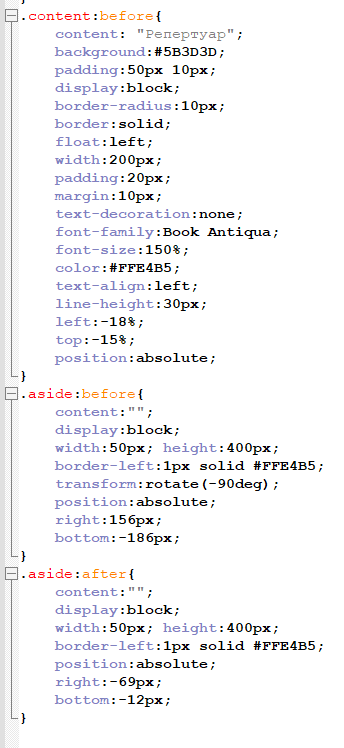 }
.content:before{
content: "Репертуар";
background:#5B3D3D;
padding:50px 10px;
display:block;
border-radius:10px;
border:solid;
float:left;
width:200px;
padding:20px;
margin:10px;
text-decoration:none;
font-family:Book Antiqua;
font-size:150%;
color:#FFE4B5;
text-align:left;
line-height:30px;
left:-18%;
top:-15%;
position:absolute;
}
.aside:before{
content:"";
display:block;
width:50px; height:400px;
border-left:1px solid #FFE4B5;
transform:rotate(-90deg);
position:absolute;
right:156px;
bottom:-186px;
}
.aside:after{
content:"";
display:block;
width:50px; height:400px;
border-left:1px solid #FFE4B5;
position:absolute;
right:-69px;
bottom:-12px;
}